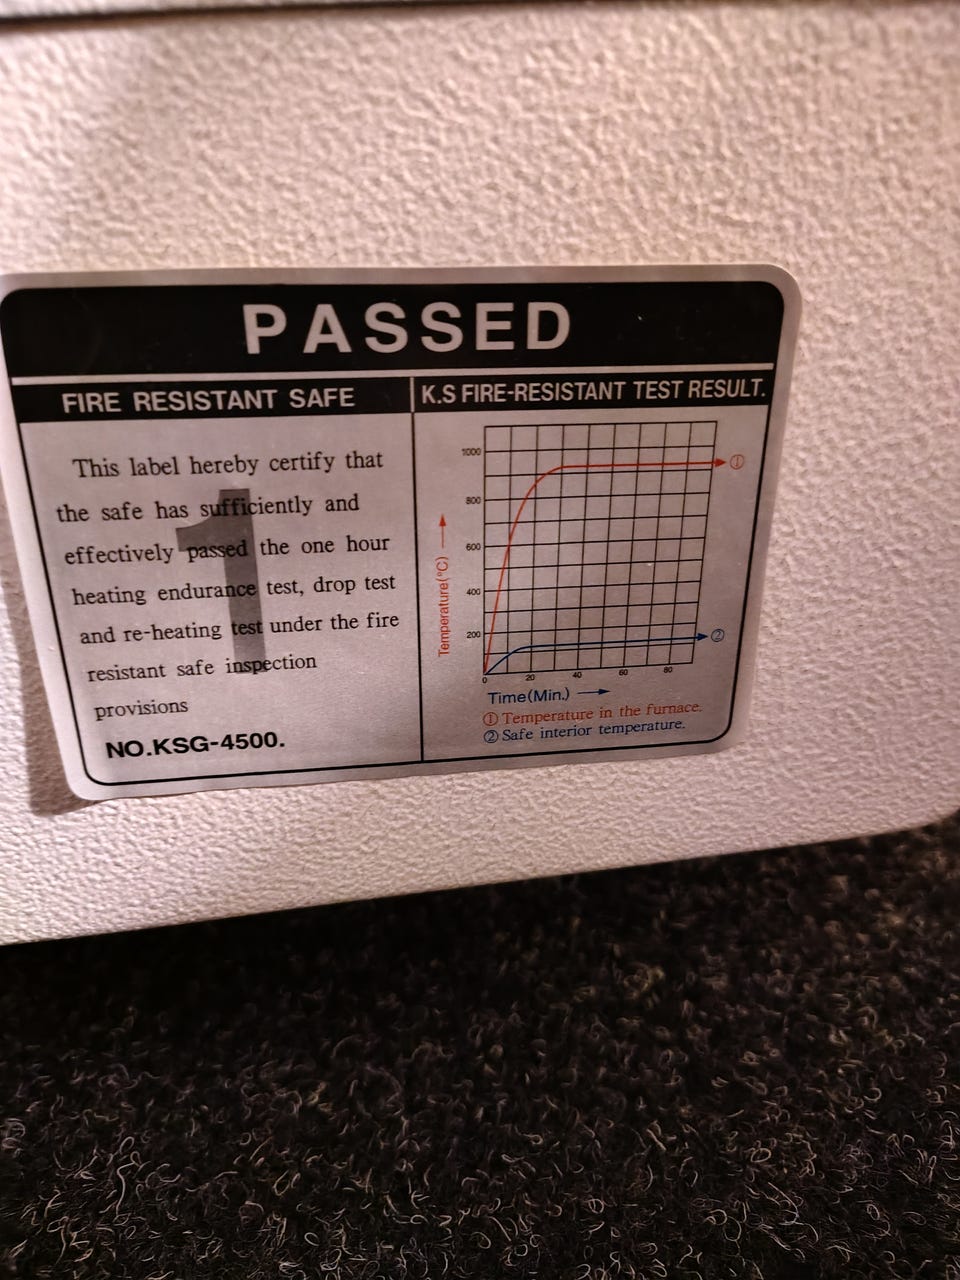 PASSED
FIRE RESISTANT SAFE
K.S FIRE-RESISTANT TEST RESULT.
This label hereby certify that
the safe has sufficiently and
effectively passed the one hour
heating endurance test, drop test
and re-heating test under the fire
resistant safe inspection
provisions
NO.KSG-4500.
1
Temperature(°C)
1000
800
600
400
200
0 20 40 60 80
①
②
Time(Min.)
① Temperature in the furnace.
② Safe interior temperature.